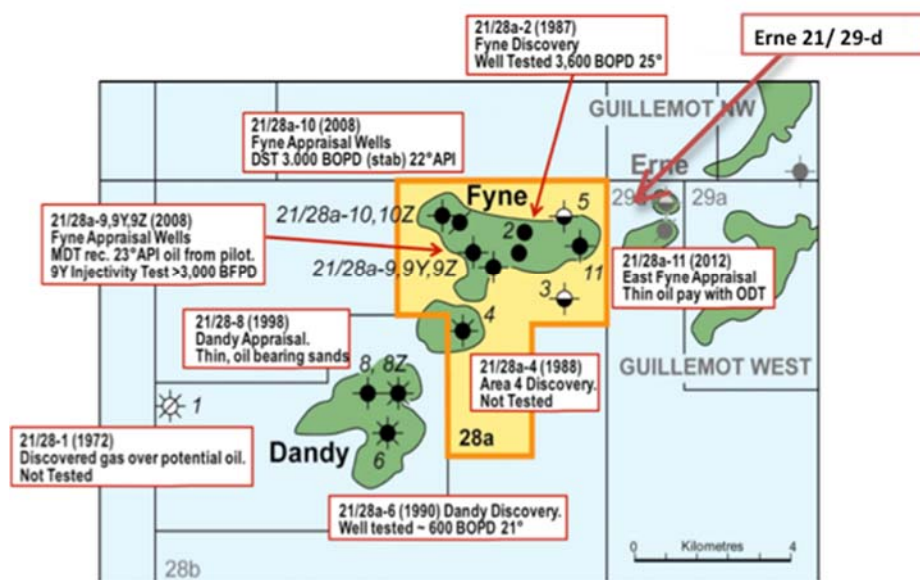 21/28a-2 (1987)
Fyne Discovery
Well Tested 3,600 BOPD 25°
Erne 21/ 29-d
GUILLEMOT NW
21/28a-10 (2008)
Fyne Appraisal Wells
DST 3.000 BOPD (stab) 22°API
Erne
Fyne
5
29
29a
21/28a-10,10Z
2
21/28a-9,9Y,9Z (2008)
Fyne Appraisal Wells
MDT rec. 23°API oil from pilot.
9Y Injectivity Test >3,000 BFPD
21/28a-9,9Y,9Z
11
21/28a-11 (2012)
East Fyne Appraisal
Thin oil pay with ODT
3
4
21/28-8 (1998)
Dandy Appraisal.
Thin, oil bearing sands
8, 8Z
21/28a-4 (1988)
Area 4 Discovery.
Not Tested
GUILLEMOT WEST
1
21/28-1 (1972)
Discovered gas over potential oil.
Not Tested
Dandy
6
28a
21/28a-6 (1990) Dandy Discovery.
Well tested ~ 600 BOPD 21°
0 Kilometres 4
28b